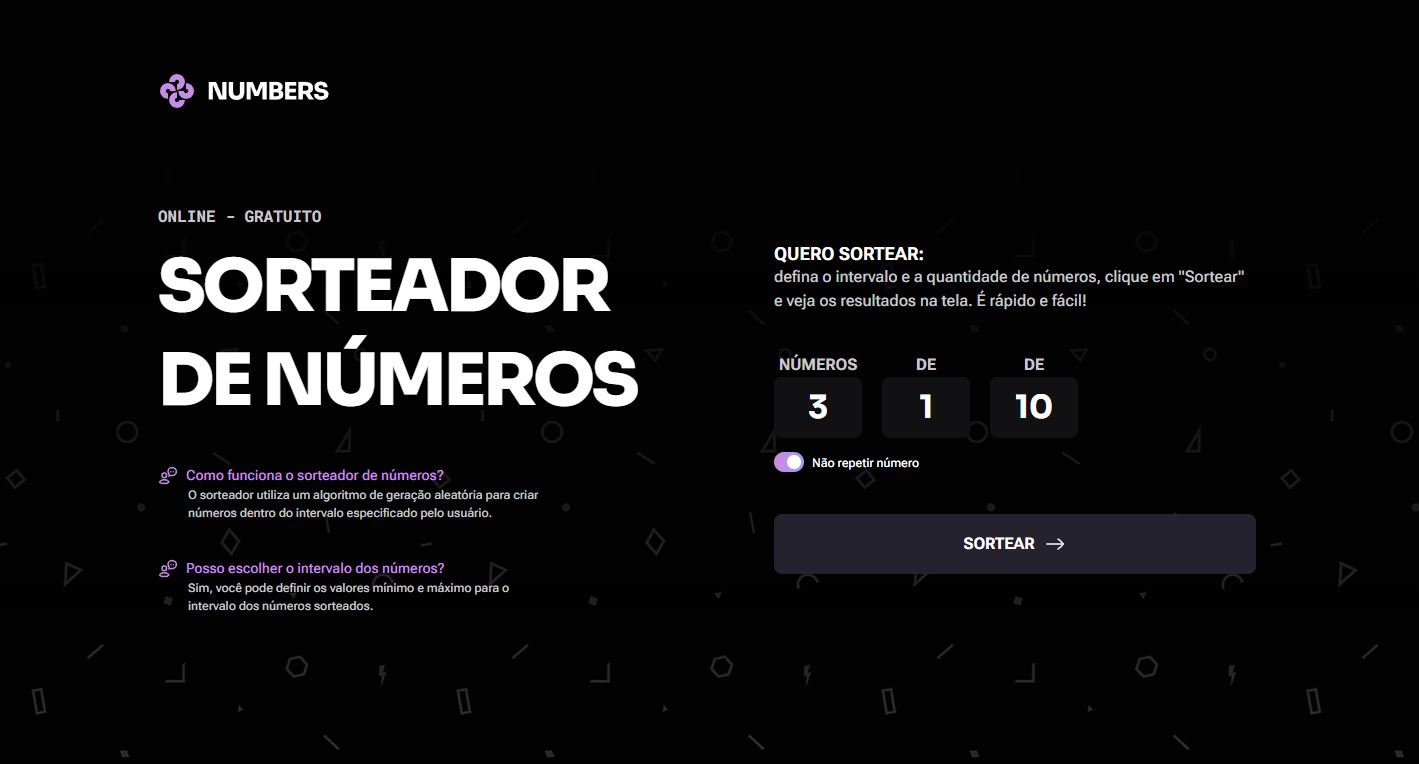 NUMBERS
ONLINE - GRATUITO
SORTEADOR
DE NÚMEROS
Como funciona o sorteador de números?
O sorteador utiliza um algoritmo de geração aleatória para criar
números dentro do intervalo especificado pelo usuário.
Posso escolher o intervalo dos números?
Sim, você pode definir os valores mínimo e máximo para o
intervalo dos números sorteados.
QUERO SORTEAR:
defina o intervalo e a quantidade de números, clique em "Sortear"
e veja os resultados na tela. É rápido e fácil!
NÚMEROS DE DE
3 1 10
Não repetir número
SORTEAR